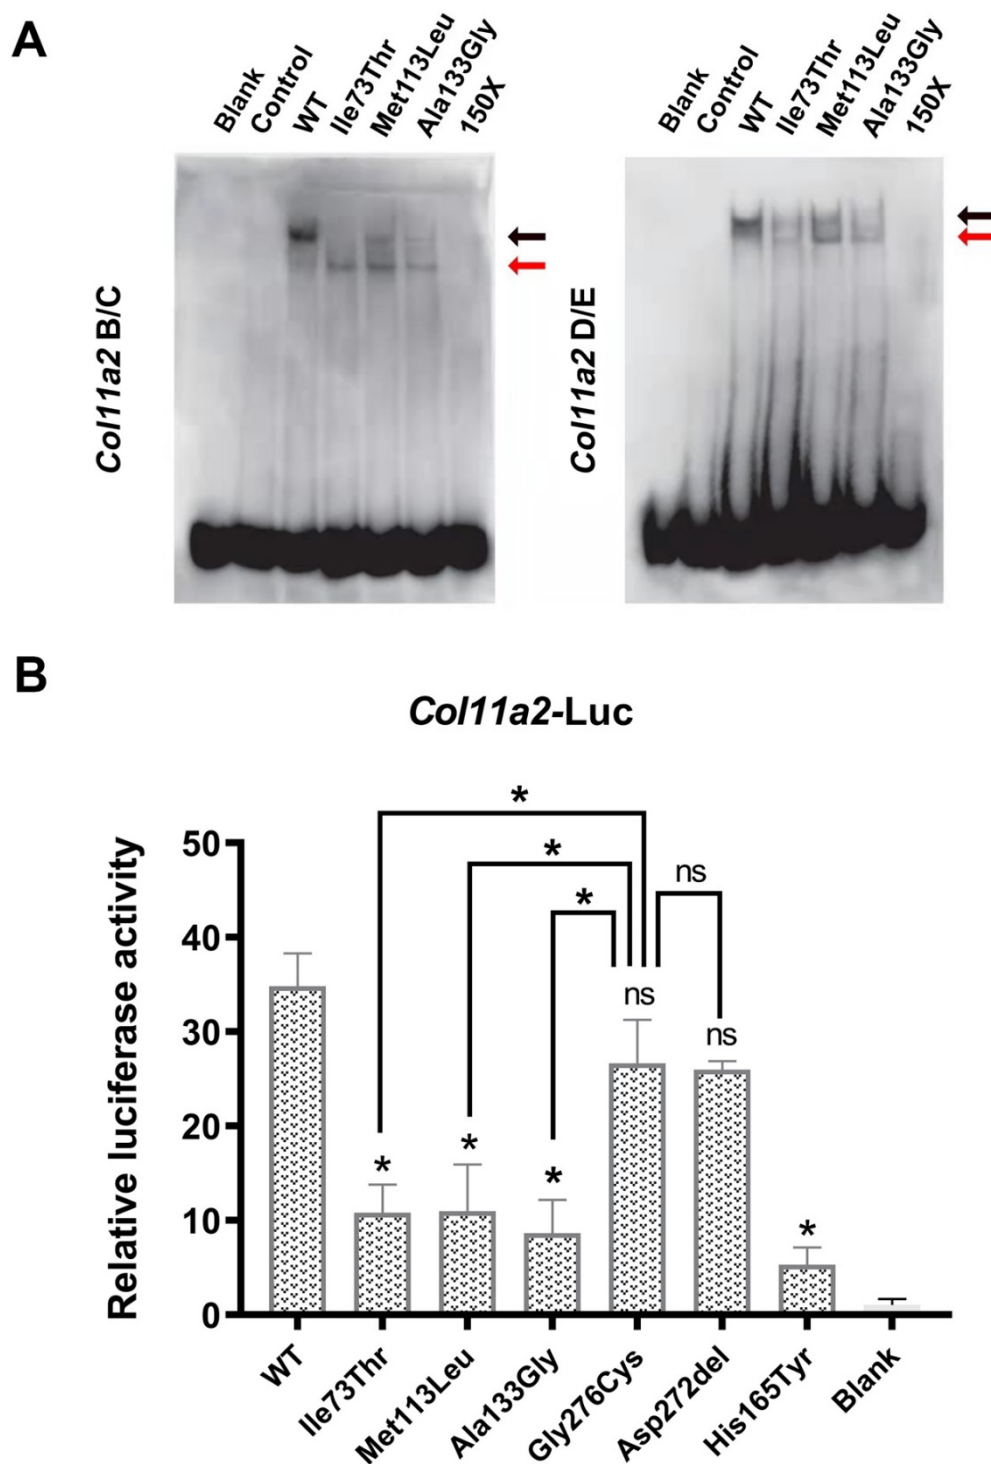 A
Blank Control WT Ile73Thr Met113Leu Ala133Gly 150X
Blank Control WT Ile73Thr Met113Leu Ala133Gly 150X
Col11a2 B/C
Col11a2 D/E
B
Col11a2-Luc
Relative luciferase activity
*
*
ns
*
50
40
30
20
10
0
ns
ns
*
*
*
*
WT Ile73Thr Met113Leu Ala133Gly Gly276Cys Asp272del His165Tyr Blank